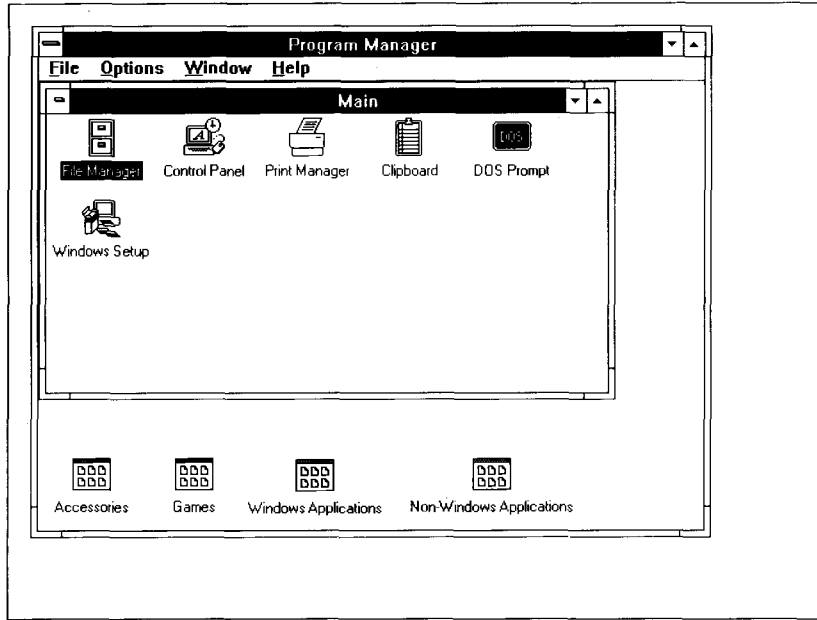 Program Manager
File Options Window Help
Main
File Manager Control Panel Print Manager Clipboard DOS Prompt
DOS
Windows Setup
Accessories Games Windows Applications Non-Windows Applications